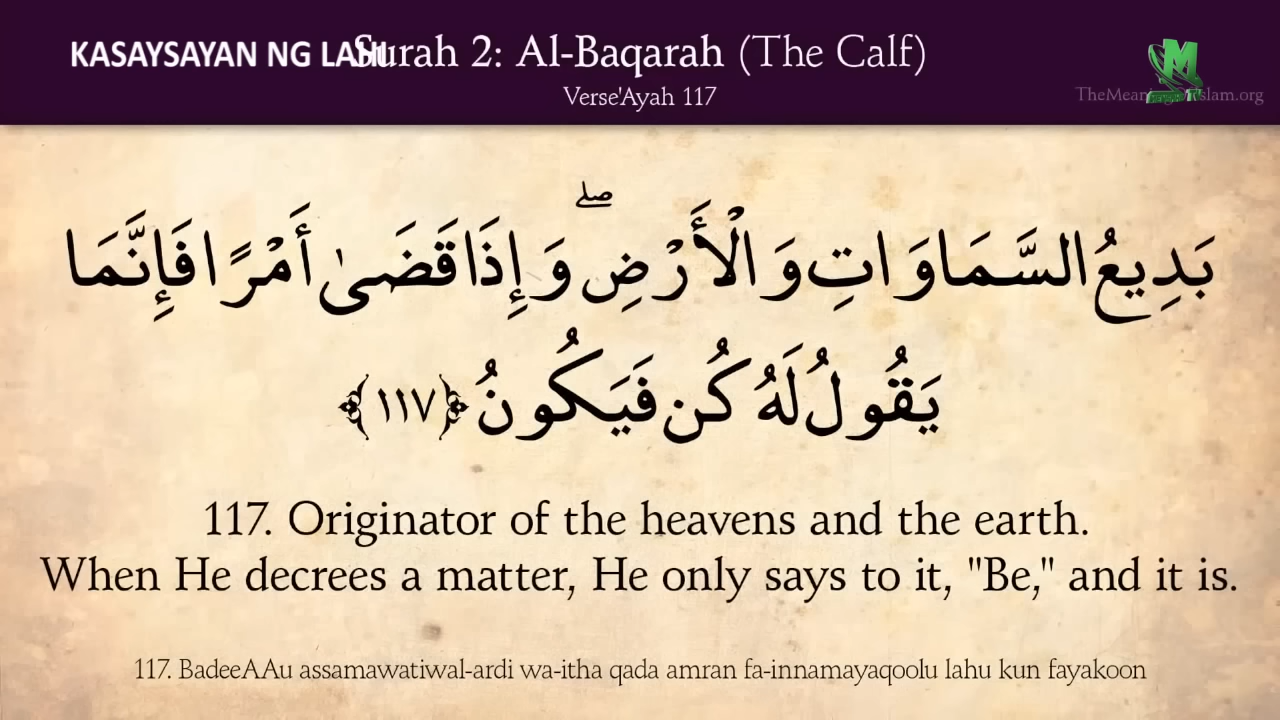 KASAYSAYAN NG LAHI
Surah 2: Al-Baqarah (The Calf)
Verse'Ayah 117
بَدِيعُ السَّمَاوَاتِ وَالْأَرْضِ ۖ وَإِذَا قَضَىٰ أَمْرًا فَإِنَّمَا
يَقُولُ لَهُ كُن فَيَكُونُ ﴿١١٧﴾
117. Originator of the heavens and the earth.
When He decrees a matter, He only says to it, "Be," and it is.
117. BadeeAAu assamawatiwal-ardi wa-itha qada amran fa-innamayaqoolu lahu kun fayakoon